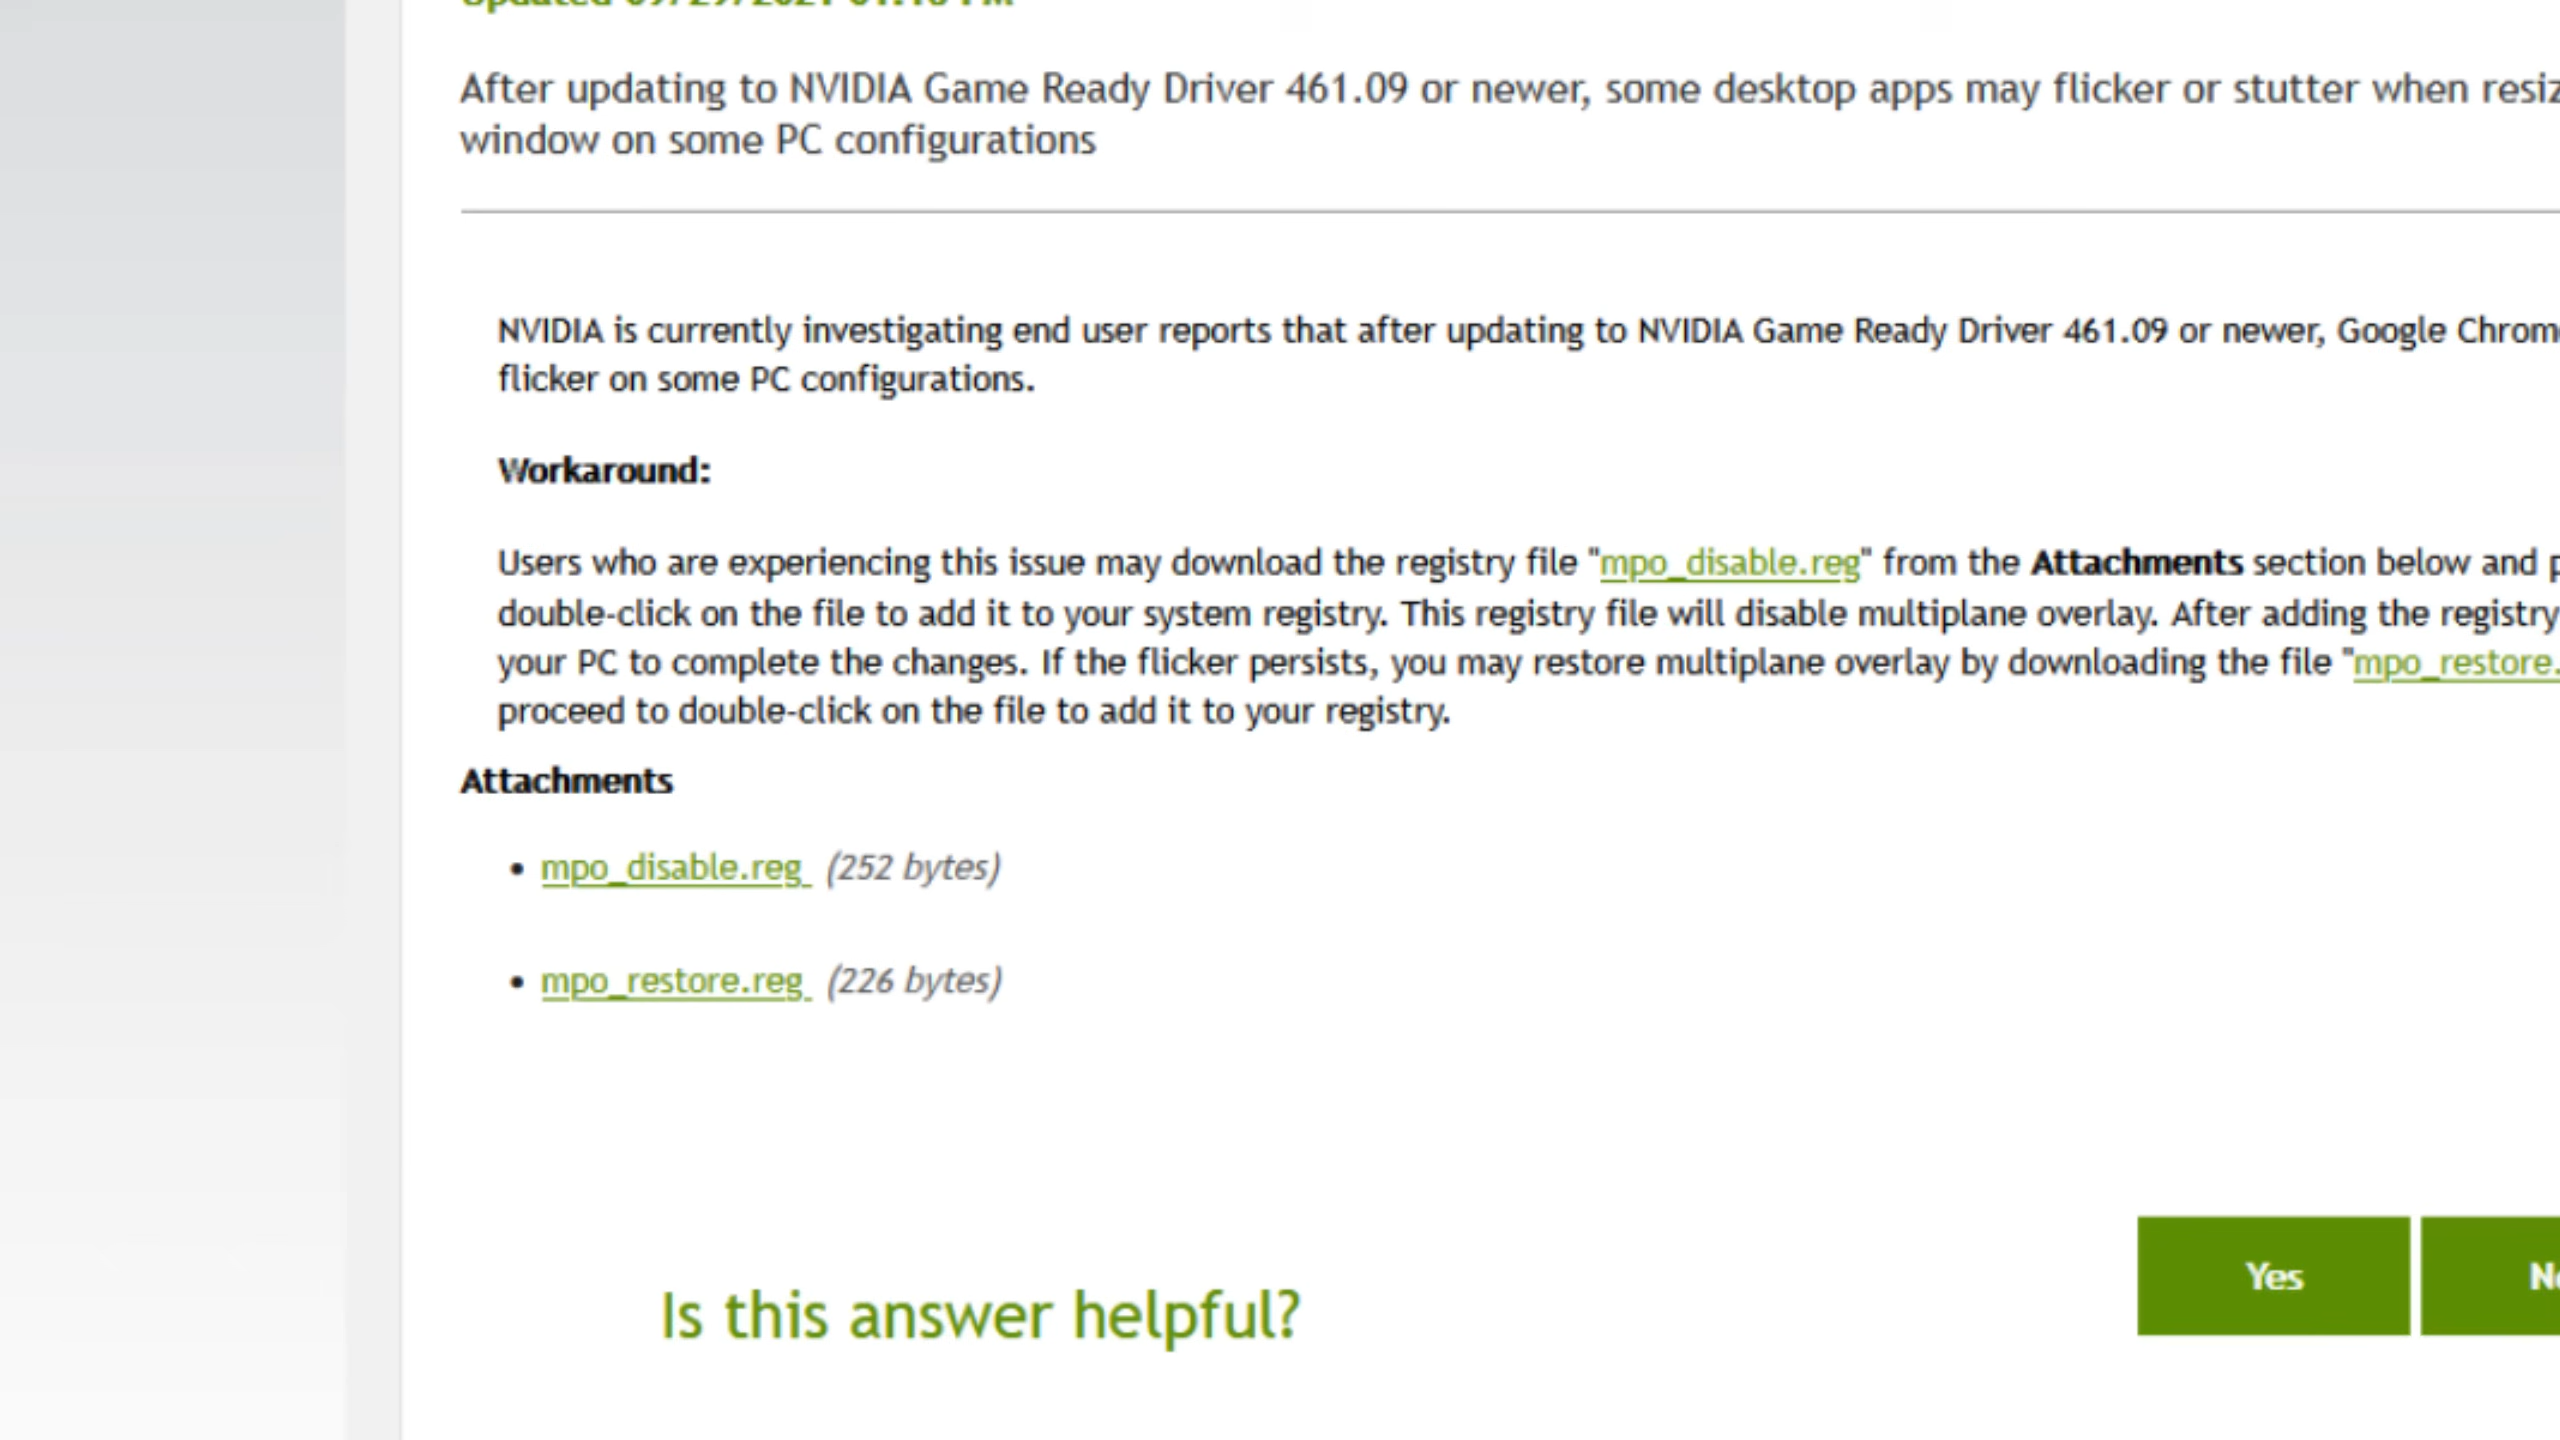 After updating to NVIDIA Game Ready Driver 461.09 or newer, some desktop apps may flicker or stutter when
window on some PC configurations
NVIDIA is currently investigating end user reports that after updating to NVIDIA Game Ready Driver 461.09 or newer, Google
flicker on some PC configurations.
Workaround:
Users who are experiencing this issue may download the registry file "mpo_disable.reg" from the Attachments section below and
double-click on the file to add it to your system registry. This registry file will disable multiplane overlay. After adding the registry
your PC to complete the changes. If the flicker persists, you may restore multiplane overlay by downloading the file "mpo_restore.
proceed to double-click on the file to add it to your registry.
Attachments
• mpo_disable.reg (252 bytes)
• mpo_restore.reg (226 bytes)
Is this answer helpful?
Yes